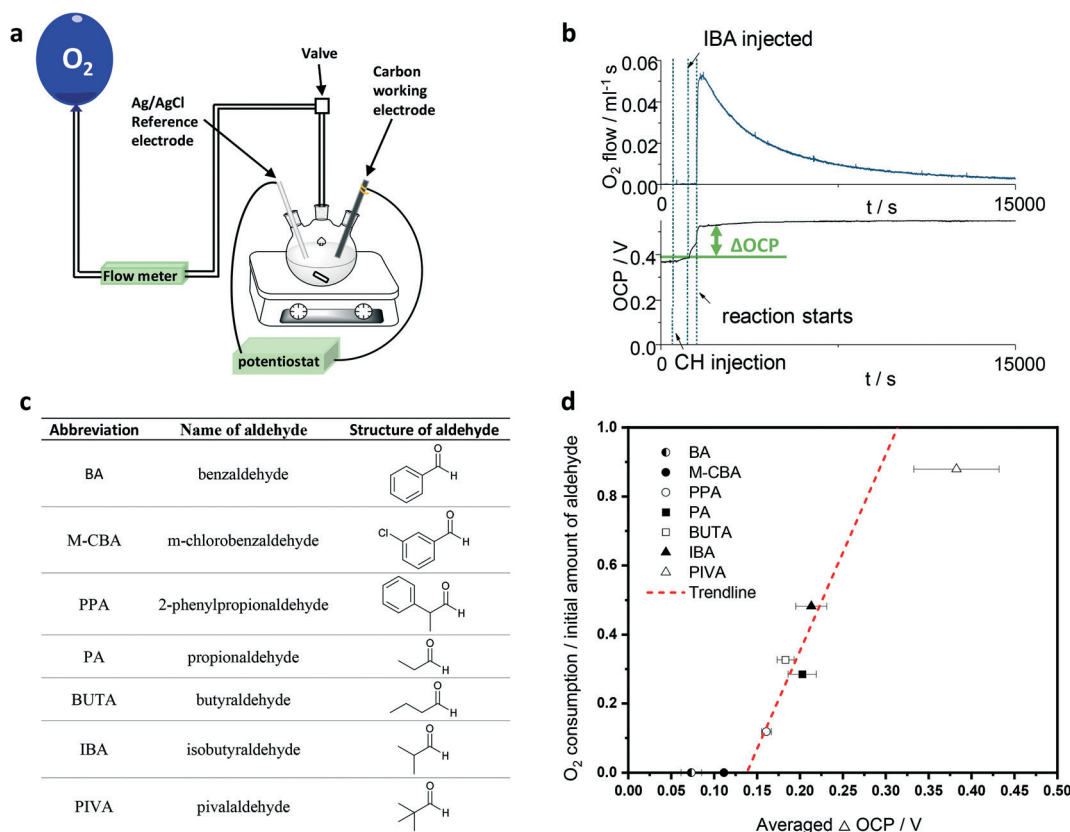 a
O2
Valve
Carbon
working
electrode
Ag/AgCl
Reference
electrode
Flow meter
potentiostat
b
IBA injected
O2 flow / ml-1 s
0.06
0.04
0.02
0.00
0
15000
t / s
OCP / V
0.4
0.2
0.0
ΔOCP
reaction starts
CH injection
0
15000
t / s
c
Abbreviation Name of aldehyde Structure of aldehyde
BA benzaldehyde O H
M-CBA m-chlorobenzaldehyde Cl O H
PPA 2-phenylpropionaldehyde O H
PA propionaldehyde O H
BUTA butyraldehyde O H
IBA isobutyraldehyde O H
PIVA pivalaldehyde O H
d
O2 consumption / initial amount of aldehyde
1.0
0.8
0.6
0.4
0.2
0.0
BA
M-CBA
PPA
PA
BUTA
IBA
PIVA
Trendline
0.00 0.05 0.10 0.15 0.20 0.25 0.30 0.35 0.40 0.45 0.50
Averaged △ OCP / V